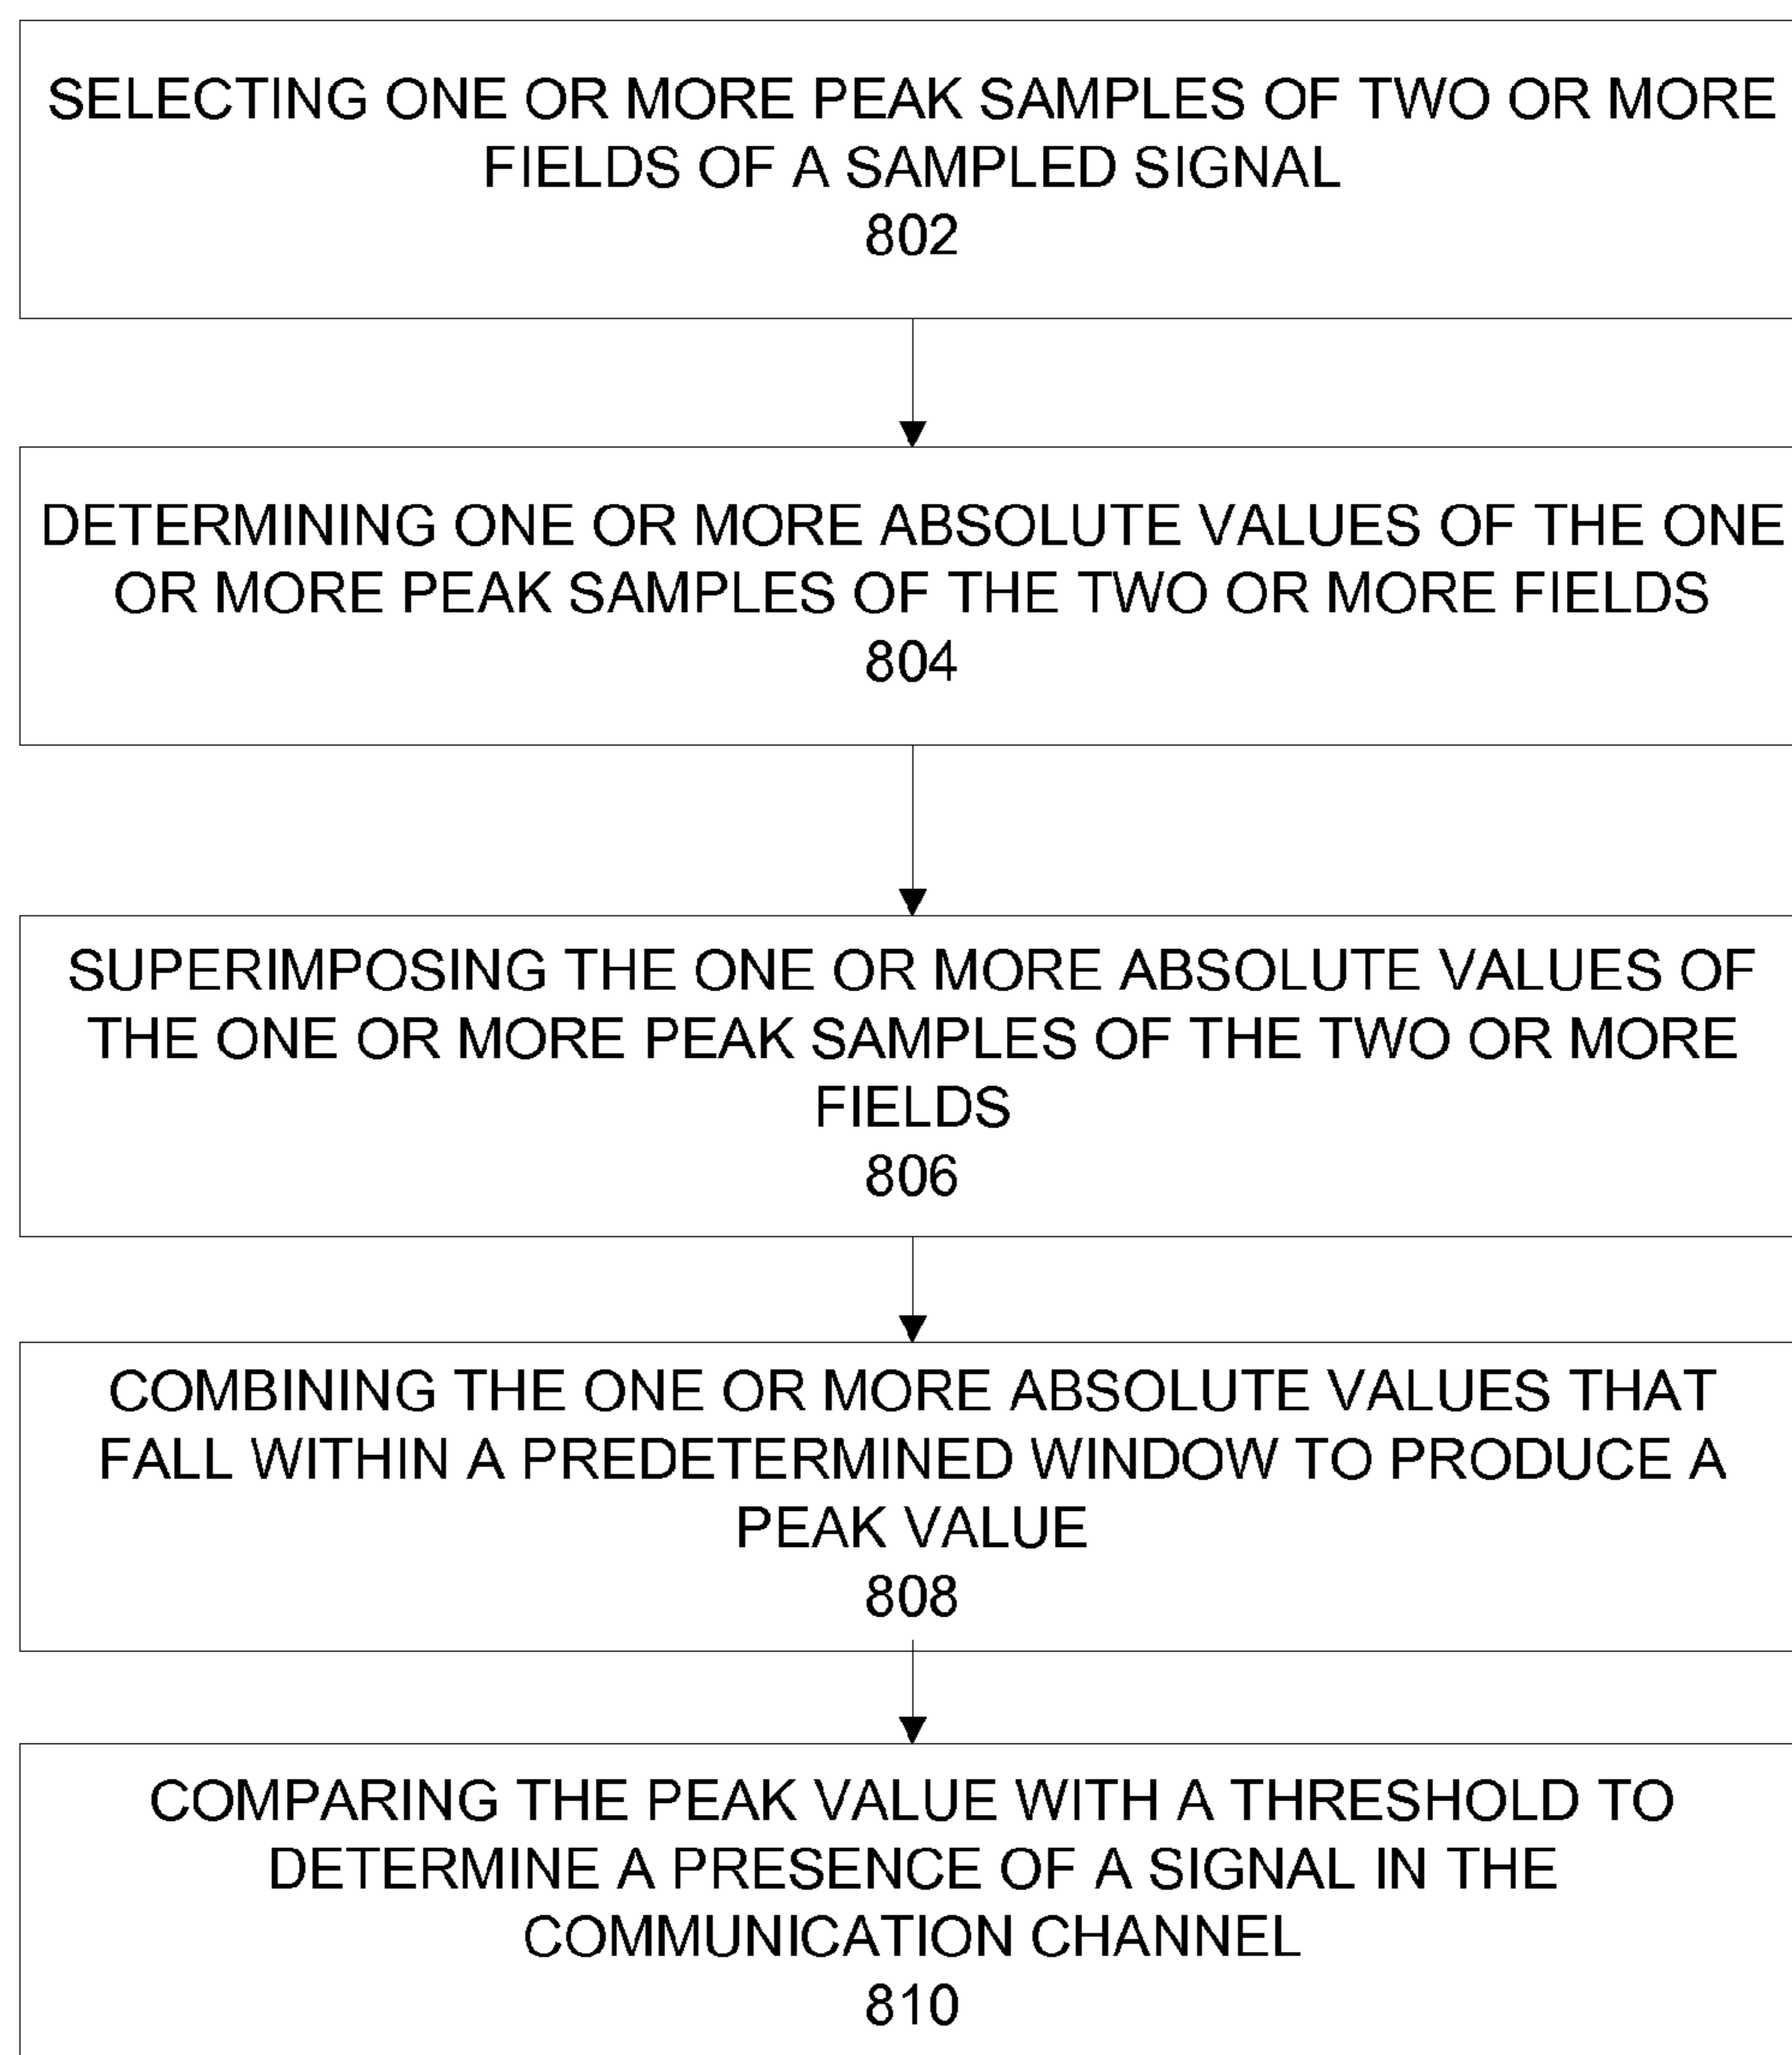 SELECTING ONE OR MORE PEAK SAMPLES OF TWO OR MORE
FIELDS OF A SAMPLED SIGNAL
802
DETERMINING ONE OR MORE ABSOLUTE VALUES OF THE ONE
OR MORE PEAK SAMPLES OF THE TWO OR MORE FIELDS
804
SUPERIMPOSING THE ONE OR MORE ABSOLUTE VALUES OF
THE ONE OR MORE PEAK SAMPLES OF THE TWO OR MORE
FIELDS
806
COMBINING THE ONE OR MORE ABSOLUTE VALUES THAT
FALL WITHIN A PREDETERMINED WINDOW TO PRODUCE A
PEAK VALUE
808
COMPARING THE PEAK VALUE WITH A THRESHOLD TO
DETERMINE A PRESENCE OF A SIGNAL IN THE
COMMUNICATION CHANNEL
810